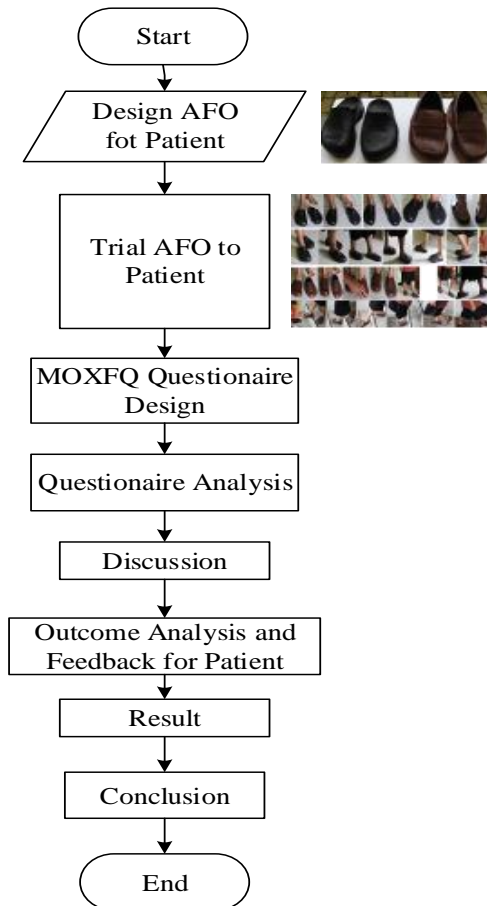 Start
Design AFO
fot Patient
Trial AFO to
Patient
MOXFQ Questionaire
Design
Questionaire Analysis
Discussion
Outcome Analysis and
Feedback for Patient
Result
Conclusion
End